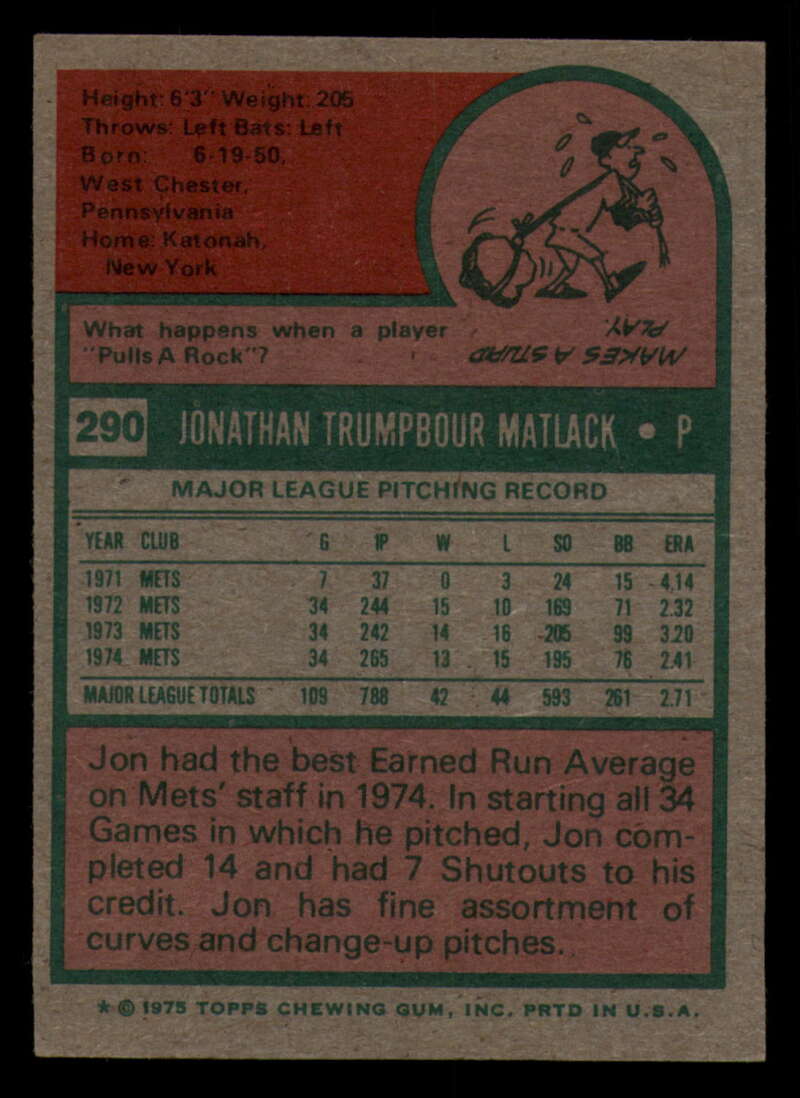 Height: 6'3" Weight: 205
Throws: Left Bats: Left
Born: 6-19-50,
West Chester,
Pennsylvania
Home: Katonah,
New York
What happens when a player
"Pulls A Rock"?
MAKES A STUPID
PLAY.
290 JONATHAN TRUMPBOUR MATLACK • P
MAJOR LEAGUE PITCHING RECORD
YEAR CLUB G IP W L SO BB ERA
1971 METS 7 37 0 3 24 15 4.14
1972 METS 34 244 15 10 169 71 2.32
1973 METS 34 242 14 16 205 99 3.20
1974 METS 34 265 13 15 195 76 2.41
MAJOR LEAGUE TOTALS 109 788 42 44 593 261 2.71
Jon had the best Earned Run Average
on Mets' staff in 1974. In starting all 34
Games in which he pitched, Jon com-
pleted 14 and had 7 Shutouts to his
credit. Jon has fine assortment of
curves and change-up pitches.
* © 1975 TOPPS CHEWING GUM, INC. PRTD IN U.S.A.